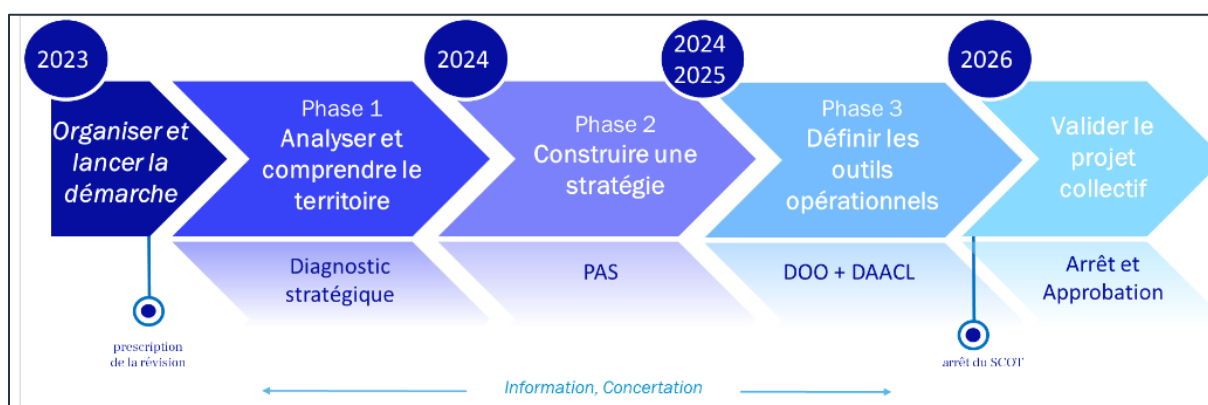 2023
2024
2024
2025
2026
Organiser et
lancer la
démarche
Phase 1
Analyser et
comprendre le
territoire
Phase 2
Construire une
stratégie
Phase 3
Définir les
outils
opérationnels
Valider le
projet
collectif
Diagnostic
stratégique
PAS
DOO + DAACL
Arrêt et
Approbation
prescription
de la révision
arrêt du SCOT
Information, Concertation